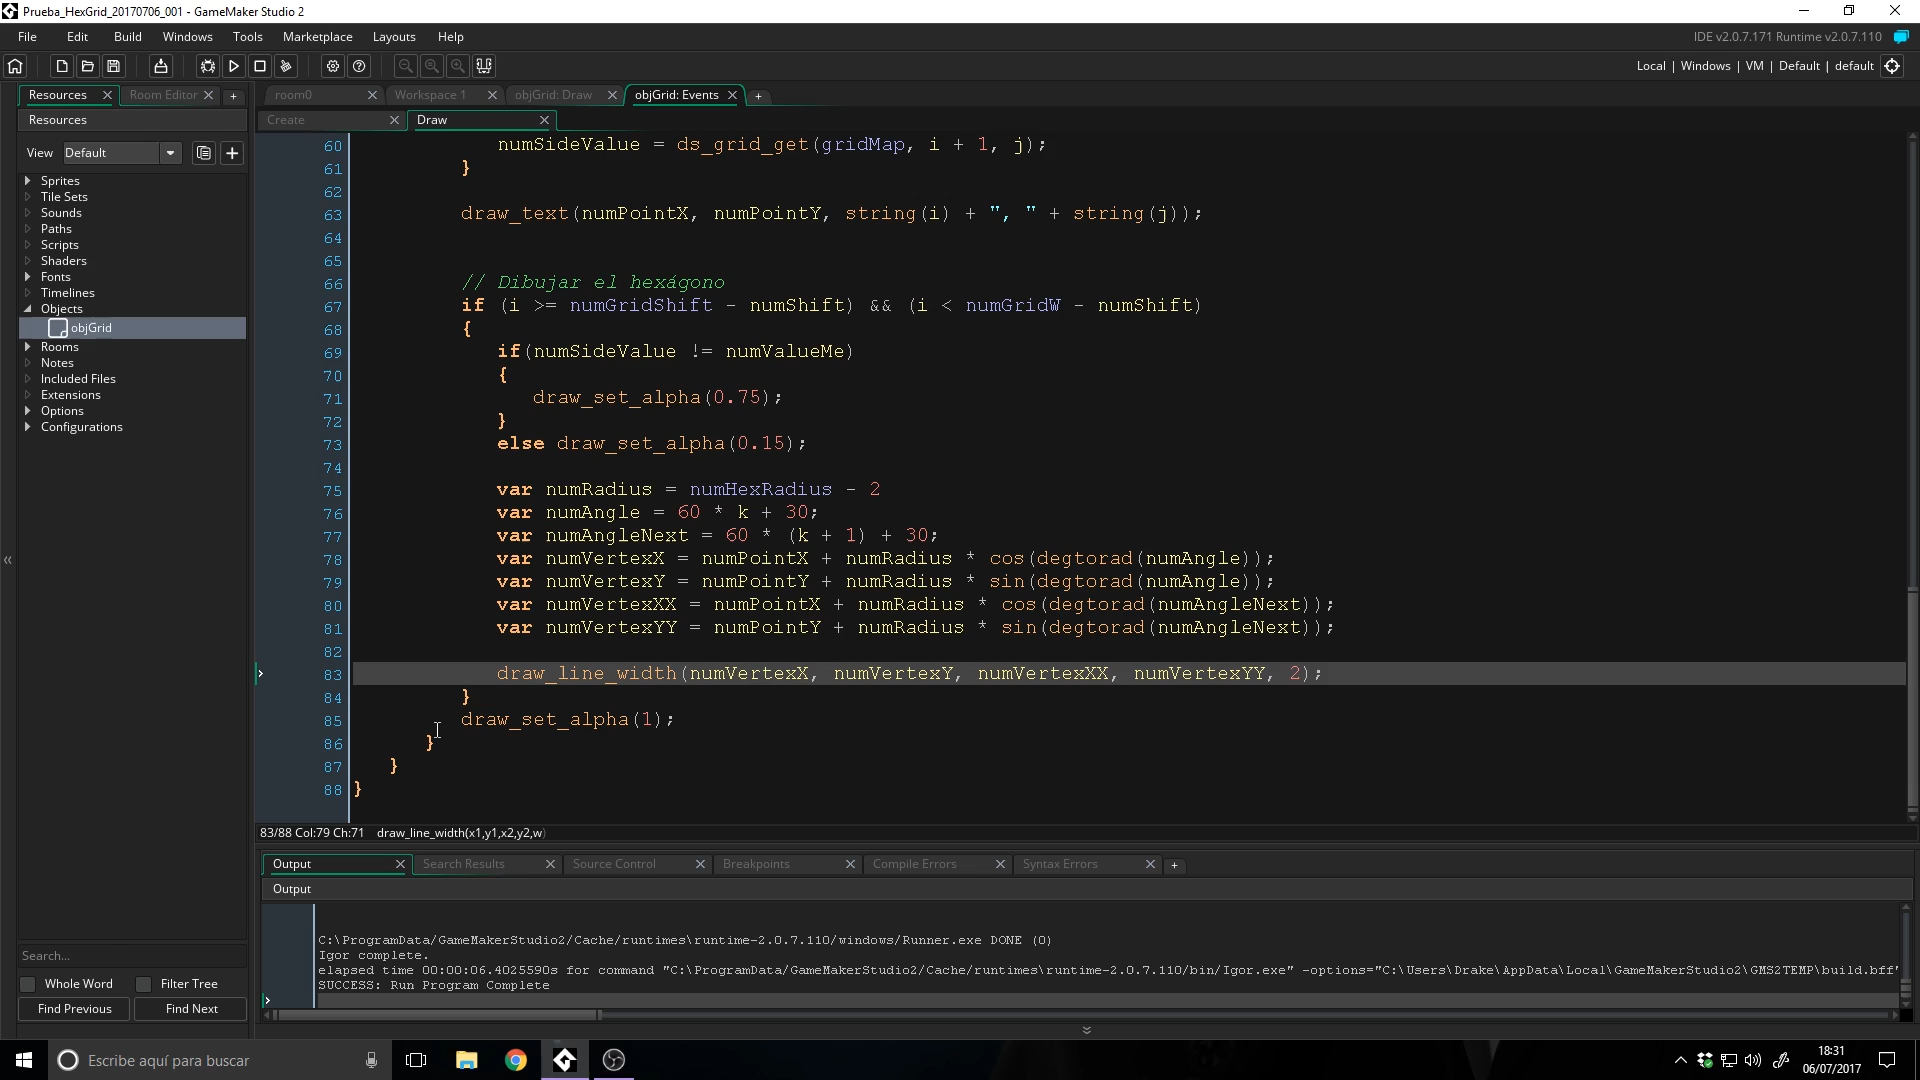 Prueba_HexGrid_20170706_001 - GameMaker Studio 2
File Edit Build Windows Tools Marketplace Layouts Help
IDE v2.0.7.171 Runtime v2.0.7.110
Local | Windows | VM | Default | default
Resources
Room Editor
room0
Workspace 1
objGrid: Draw
objGrid: Events
Resources
Create
Draw
View Default
Sprites
Tile Sets
Sounds
Paths
Scripts
Shaders
Fonts
Timelines
Objects
objGrid
Rooms
Notes
Included Files
Extensions
Options
Configurations
Search...
Whole Word
Filter Tree
Find Previous
Find Next
60 numSideValue = ds_grid_get(gridMap, i + 1, j);
61 }
62
63 draw_text(numPointX, numPointY, string(i) + ", " + string(j));
64
65
66 // Dibujar el hexágono
67 if (i >= numGridShift - numShift) && (i < numGridW - numShift)
68 {
69 if(numSideValue != numValueMe)
70 {
71 draw_set_alpha(0.75);
72 }
73 else draw_set_alpha(0.15);
74
75 var numRadius = numHexRadius - 2
76 var numAngle = 60 * k + 30;
77 var numAngleNext = 60 * (k + 1) + 30;
78 var numVertexX = numPointX + numRadius * cos(degtorad(numAngle));
79 var numVertexY = numPointY + numRadius * sin(degtorad(numAngle));
80 var numVertexXX = numPointX + numRadius * cos(degtorad(numAngleNext));
81 var numVertexYY = numPointY + numRadius * sin(degtorad(numAngleNext));
82
83 draw_line_width(numVertexX, numVertexY, numVertexXX, numVertexYY, 2);
84 }
85 draw_set_alpha(1);
86 }
87 }
88 }
83/88 Col:79 Ch:71 draw_line_width(x1,y1,x2,y2,w)
Output
Search Results
Source Control
Breakpoints
Compile Errors
Syntax Errors
Output
C:\ProgramData/GameMakerStudio2/Cache/runtimes\runtime-2.0.7.110/windows/Runner.exe DONE (0)
Igor complete.
elapsed time 00:00:06.4025590s for command "C:\ProgramData/GameMakerStudio2/Cache/runtimes\runtime-2.0.7.110/bin/Igor.exe" -options="C:\Users\Drake\AppData\Local\GameMakerStudio2\GMS2TEMP\build.bff"
SUCCESS: Run Program Complete
Escribe aquí para buscar
18:31
06/07/2017